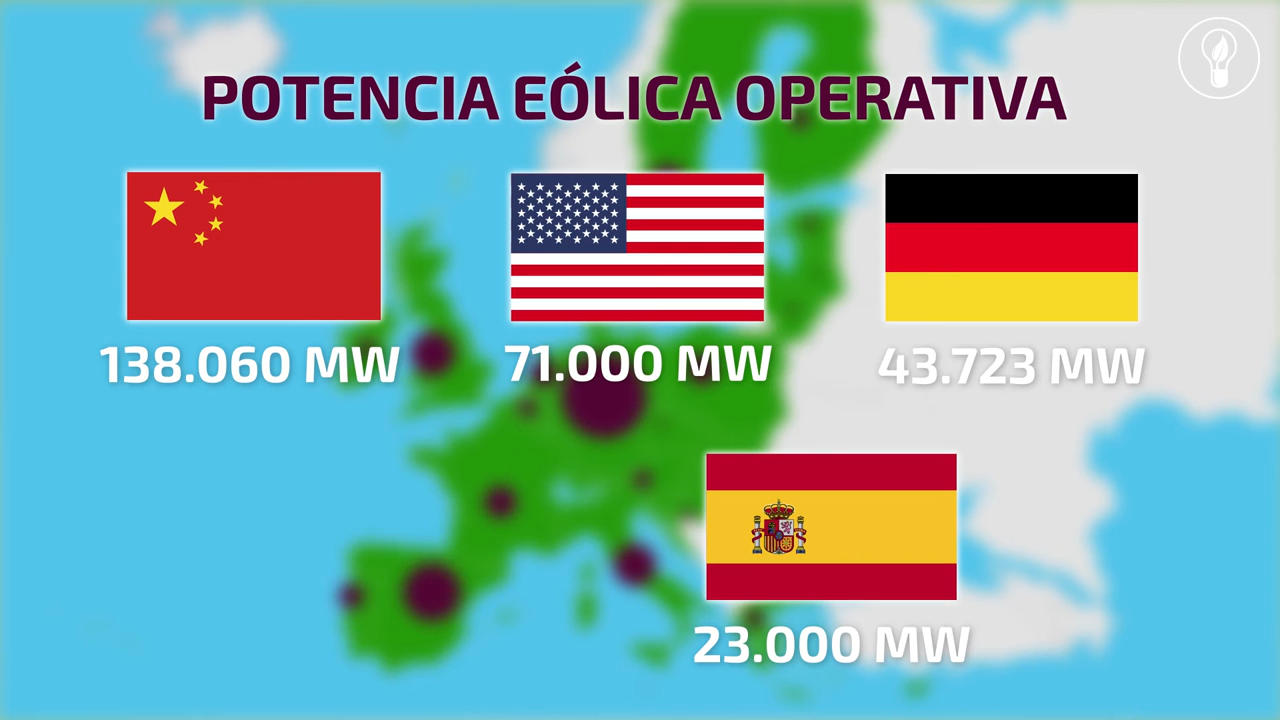 POTENCIA EÓLICA OPERATIVA
138.060 MW
71.000 MW
43.723 MW
23.000 MW